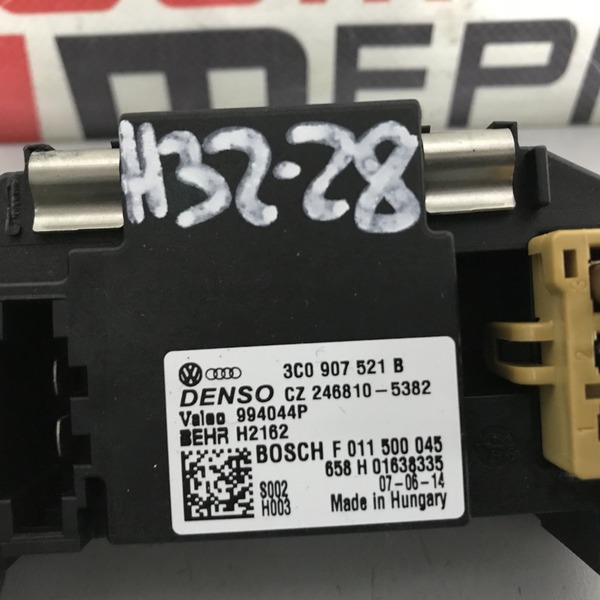 МЕРІ
H32-28
3C0 907 521 B
DENSO CZ 246810-5382
Valeo 994044P
BEHR H2162
BOSCH F 011 500 045
658 H 01638335
S002
07-06-14
H003
Made in Hungary